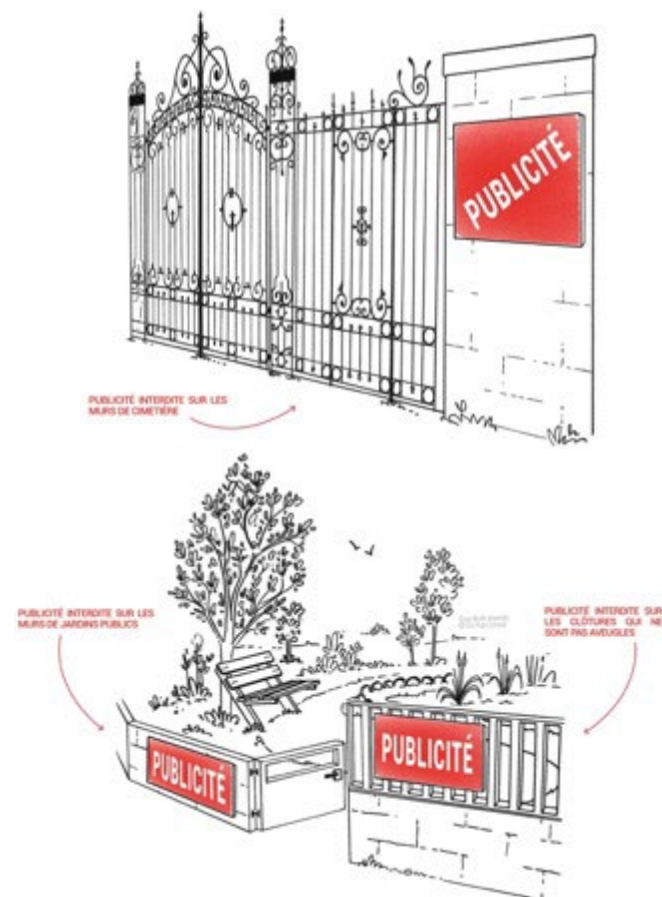 PUBLICITÉ
PUBLICITÉ INTERDITE SUR LES
MURS DE CIMETIÈRE
PUBLICITÉ INTERDITE SUR LES
MURS DE JARDINS PUBLICS
PUBLICITÉ INTERDITE SUR
LES CLÔTURES QUI NE
SONT PAS AVEUGLES
PUBLICITÉ
PUBLICITÉ